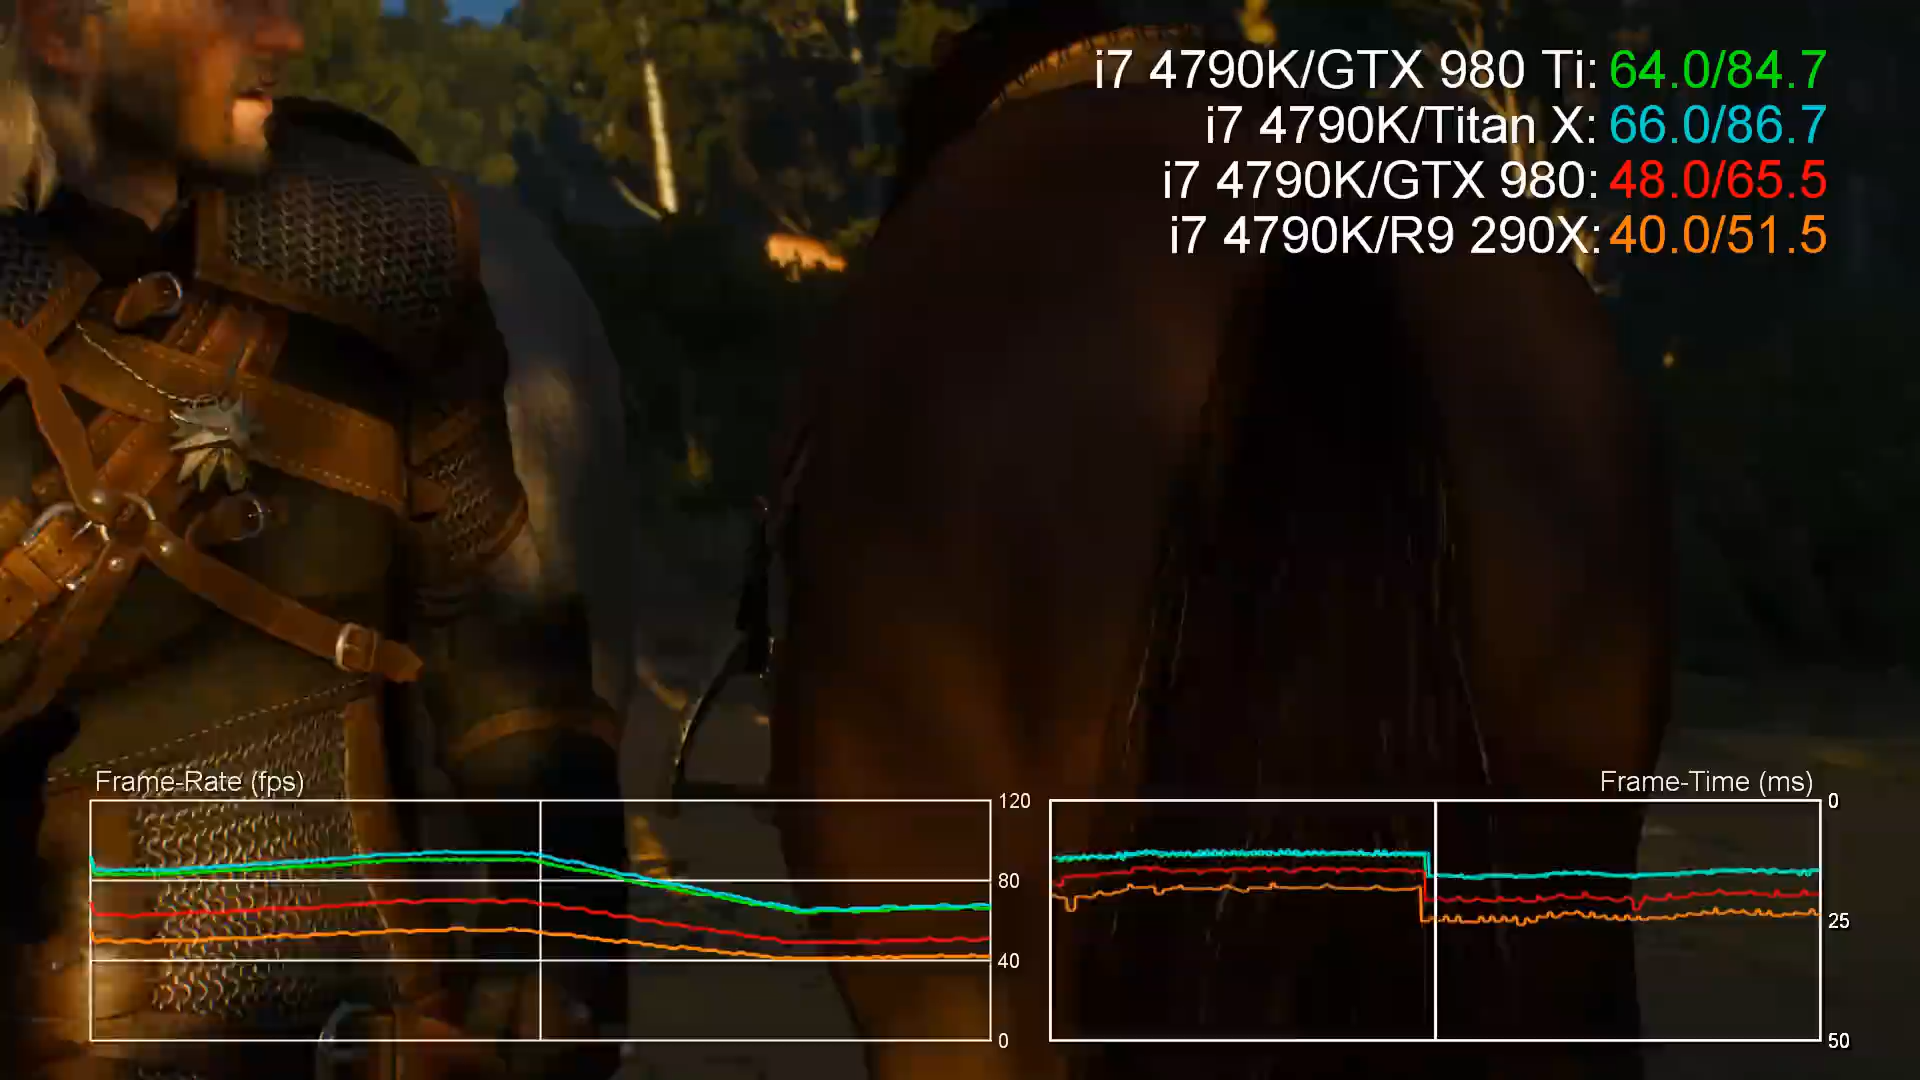 i7 4790K/GTX 980 Ti: 64.0/84.7
i7 4790K/Titan X: 66.0/86.7
i7 4790K/GTX 980: 48.0/65.5
i7 4790K/R9 290X: 40.0/51.5
Frame-Rate (fps)
120
80
40
0
Frame-Time (ms)
0
25
50